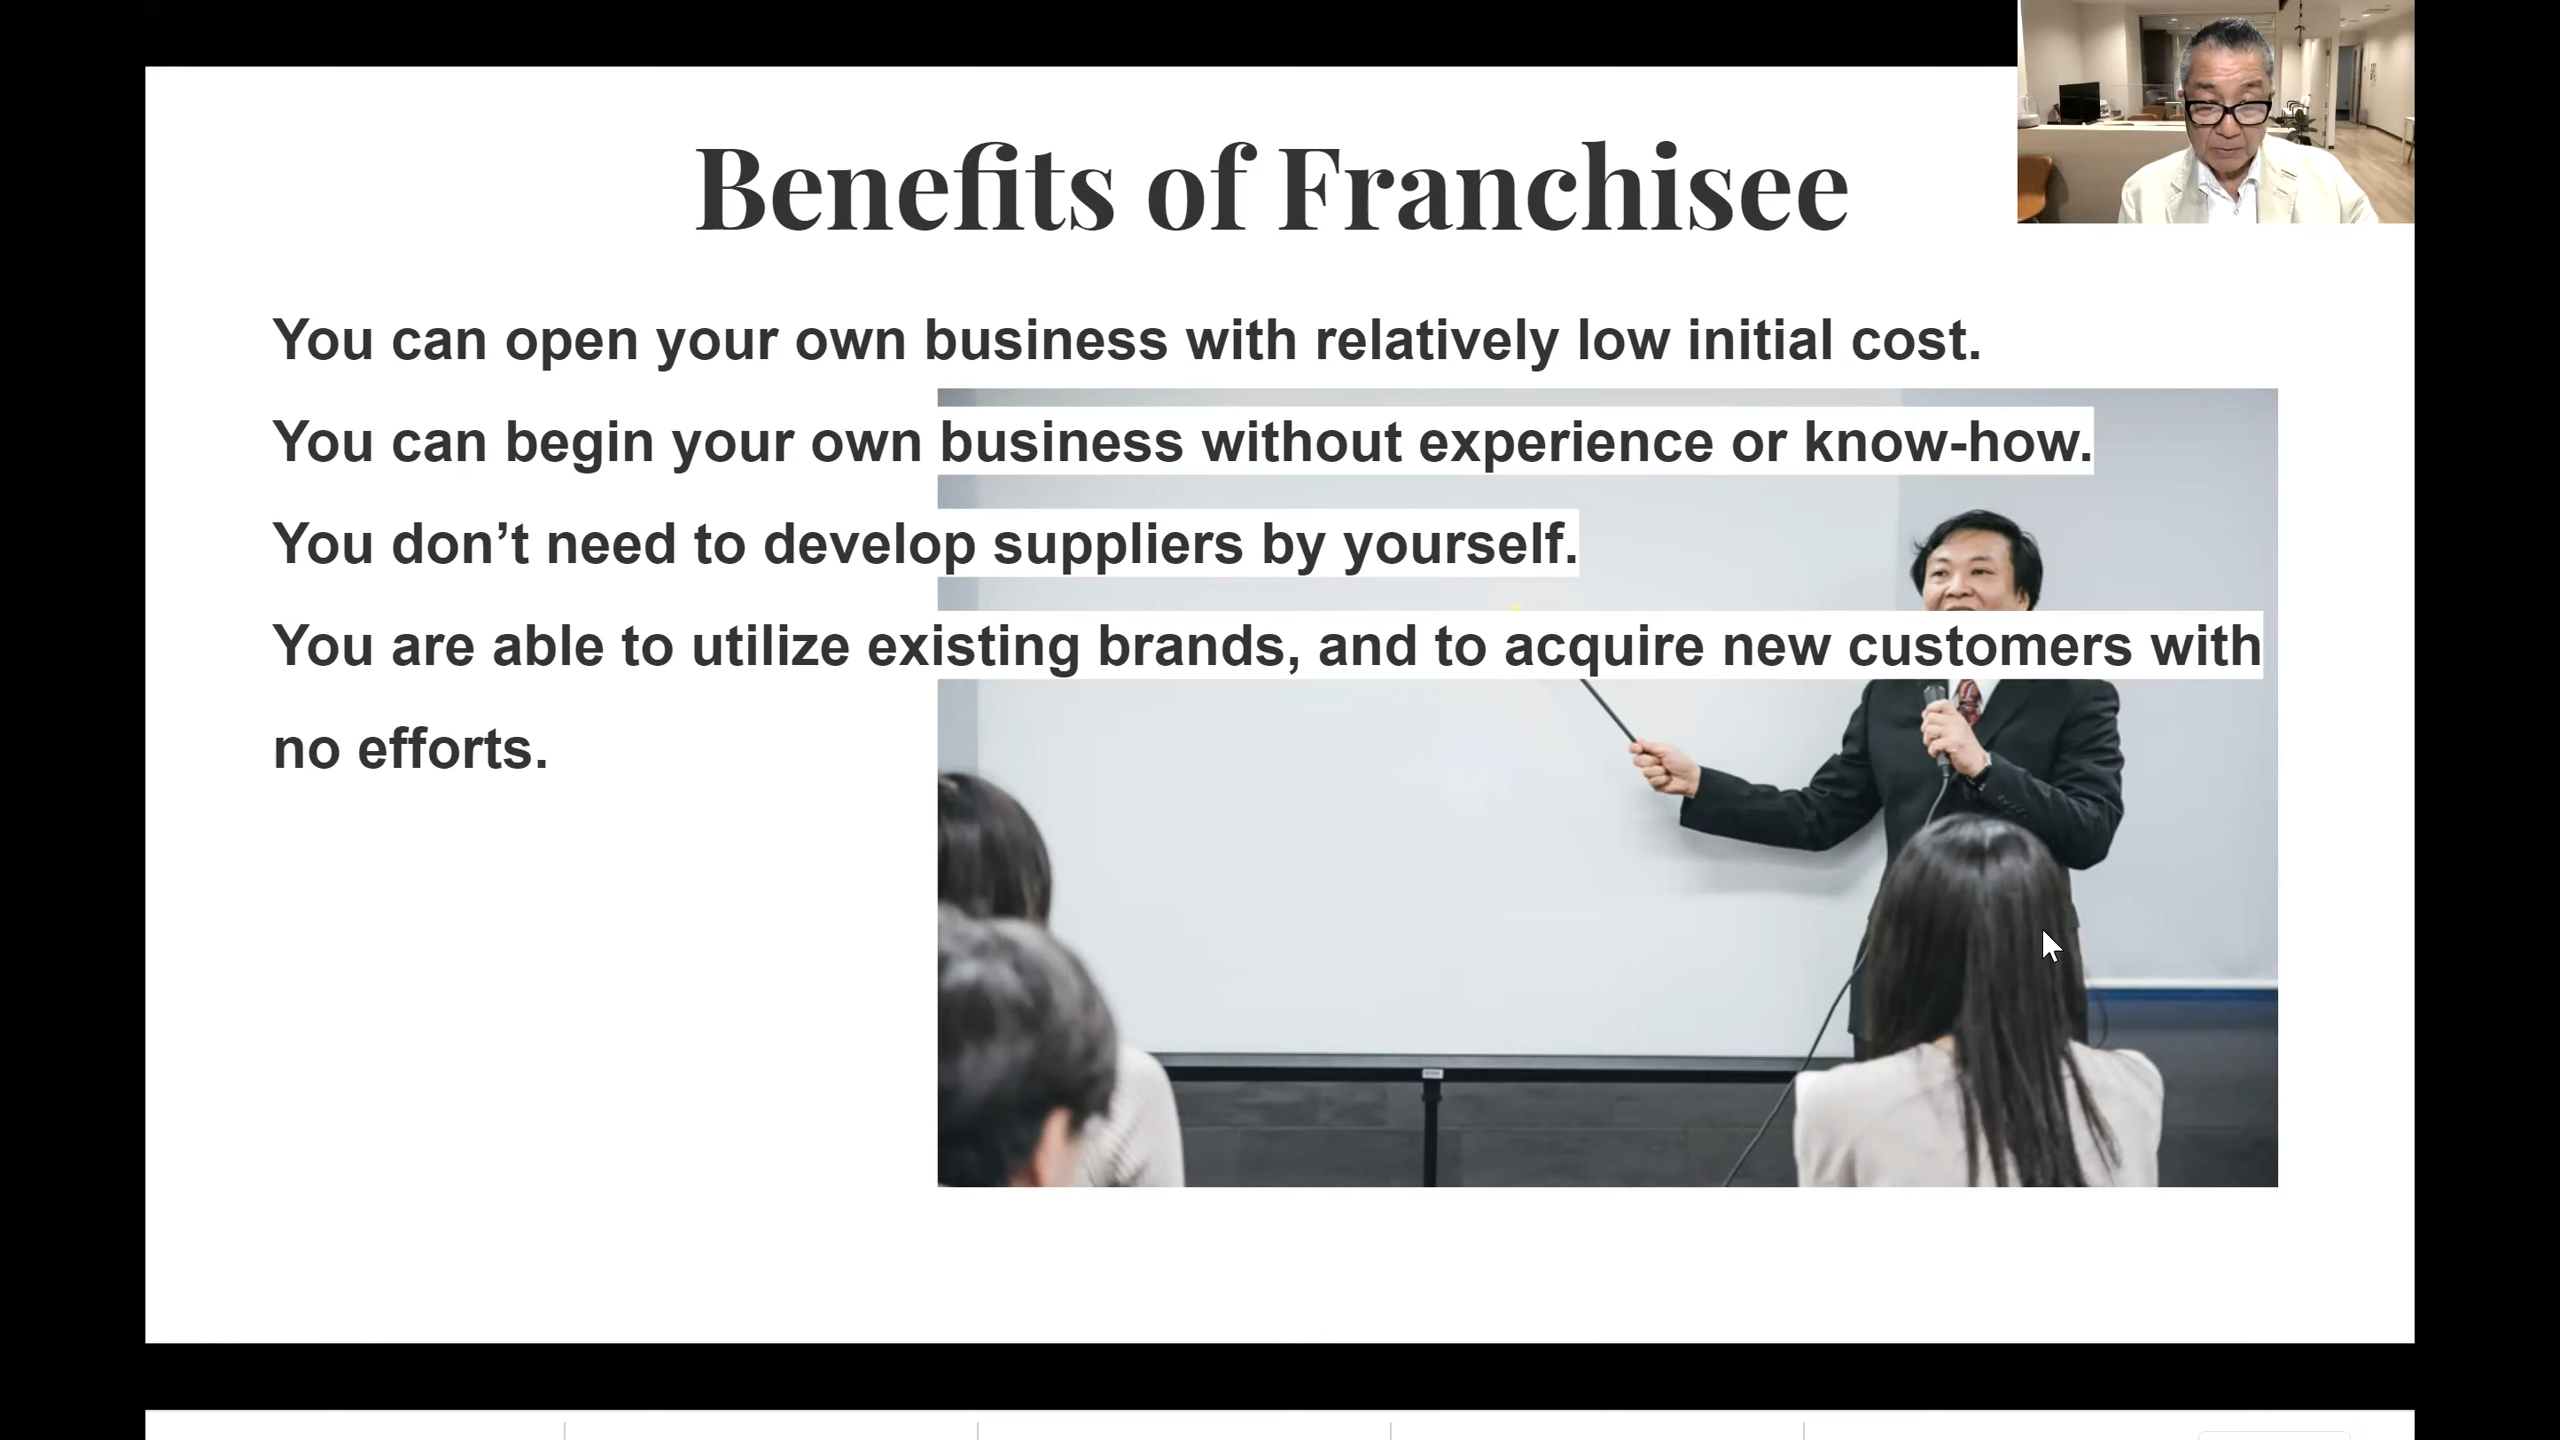 Benefits of Franchisee
You can open your own business with relatively low initial cost.
You can begin your own business without experience or know-how.
You don’t need to develop suppliers by yourself.
You are able to utilize existing brands, and to acquire new customers with
no efforts.